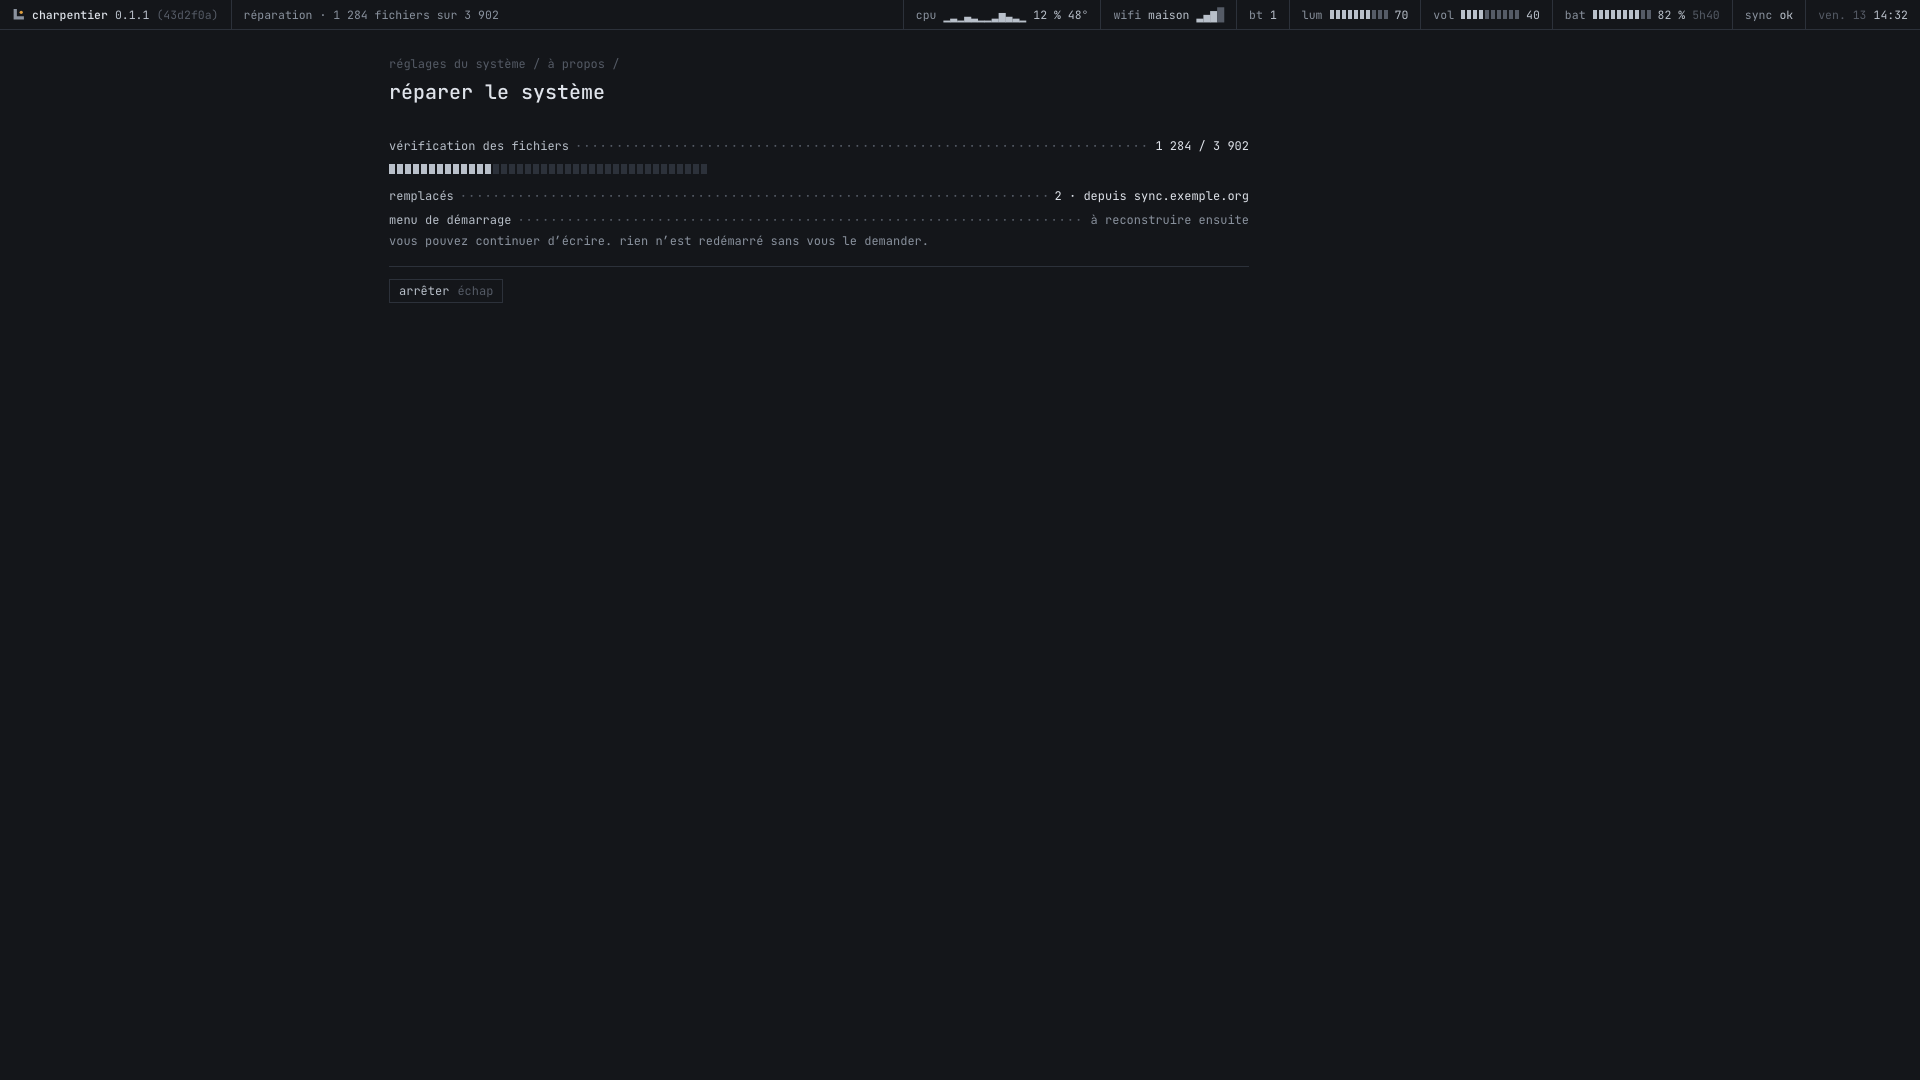 charpentier 0.1.1 (43d2f0a) réparation · 1 284 fichiers sur 3 902 cpu 12 % 48° wifi maison bt 1 lum 70 vol 40 bat 82 % 5h40 sync ok ven. 13 14:32
réglages du système / à propos /
réparer le système
vérification des fichiers 1 284 / 3 902
remplacés 2 · depuis sync.exemple.org
menu de démarrage à reconstruire ensuite
vous pouvez continuer d’écrire. rien n’est redémarré sans vous le demander.
arrêter échap